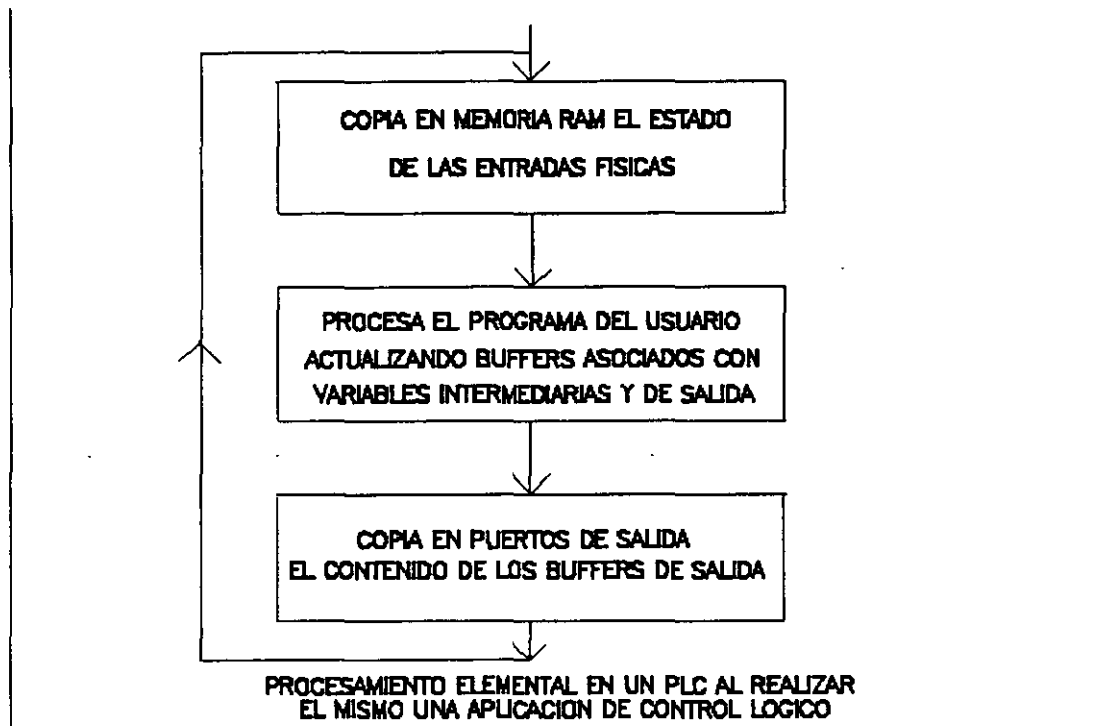 COPIA EN MEMORIA RAM EL ESTADO
DE LAS ENTRADAS FISICAS
PROCESA EL PROGRAMA DEL USUARIO
ACTUALIZANDO BUFFERS ASOCIADOS CON
VARIABLES INTERMEDIARIAS Y DE SALIDA
COPIA EN PUERTOS DE SALIDA
EL CONTENIDO DE LOS BUFFERS DE SALIDA
PROCESAMIENTO ELEMENTAL EN UN PLC AL REALIZAR
EL MISMO UNA APLICACION DE CONTROL LOGICO